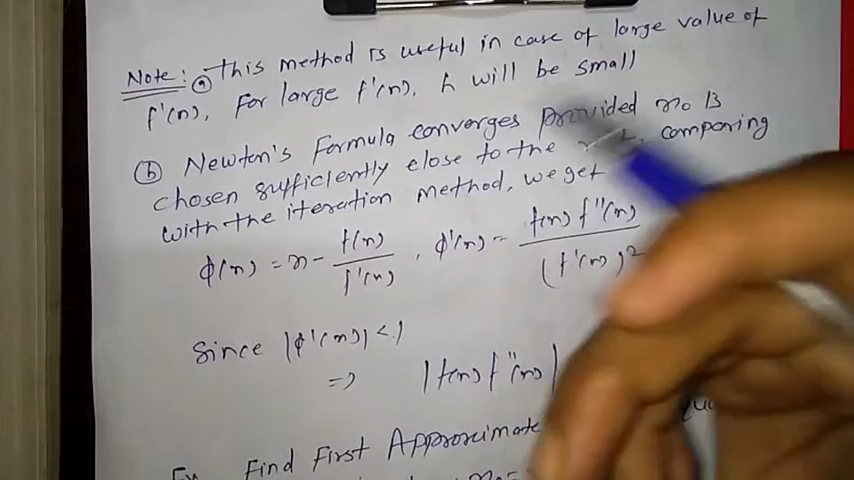 Note: ⓐ This method is useful in case of large value of
f'(x), For large f'(x), h will be small
ⓑ Newton's Formula converges provided x₀ is
chosen sufficiently close to the comparing
with the iteration method, we get
ϕ(x) = x - f(x)/f'(x) , ϕ'(x) - f(x) f''(x)/(f'(x))²
Since |ϕ'(x)| < 1
=> |f(x) f''(x)|
Ex Find First Approximate